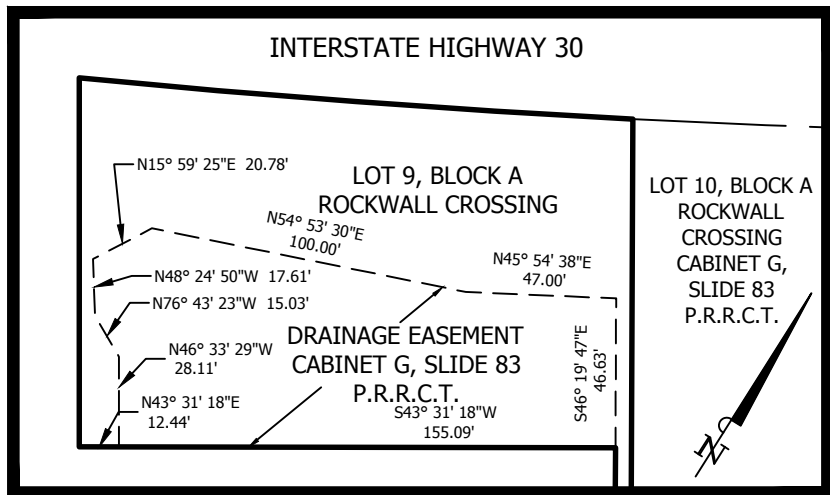 INTERSTATE HIGHWAY 30
N15° 59' 25"E 20.78'
LOT 9, BLOCK A
ROCKWALL CROSSING
N54° 53' 30"E
100.00'
N45° 54' 38"E
47.00'
LOT 10, BLOCK A
ROCKWALL
CROSSING
CABINET G,
SLIDE 83
P.R.R.C.T.
N48° 24' 50"W 17.61'
N76° 43' 23"W 15.03'
N46° 33' 29"W
28.11'
DRAINAGE EASEMENT
CABINET G, SLIDE 83
P.R.R.C.T.
S46° 19' 47"E
46.63'
N43° 31' 18"E
12.44'
S43° 31' 18"W
155.09'
N